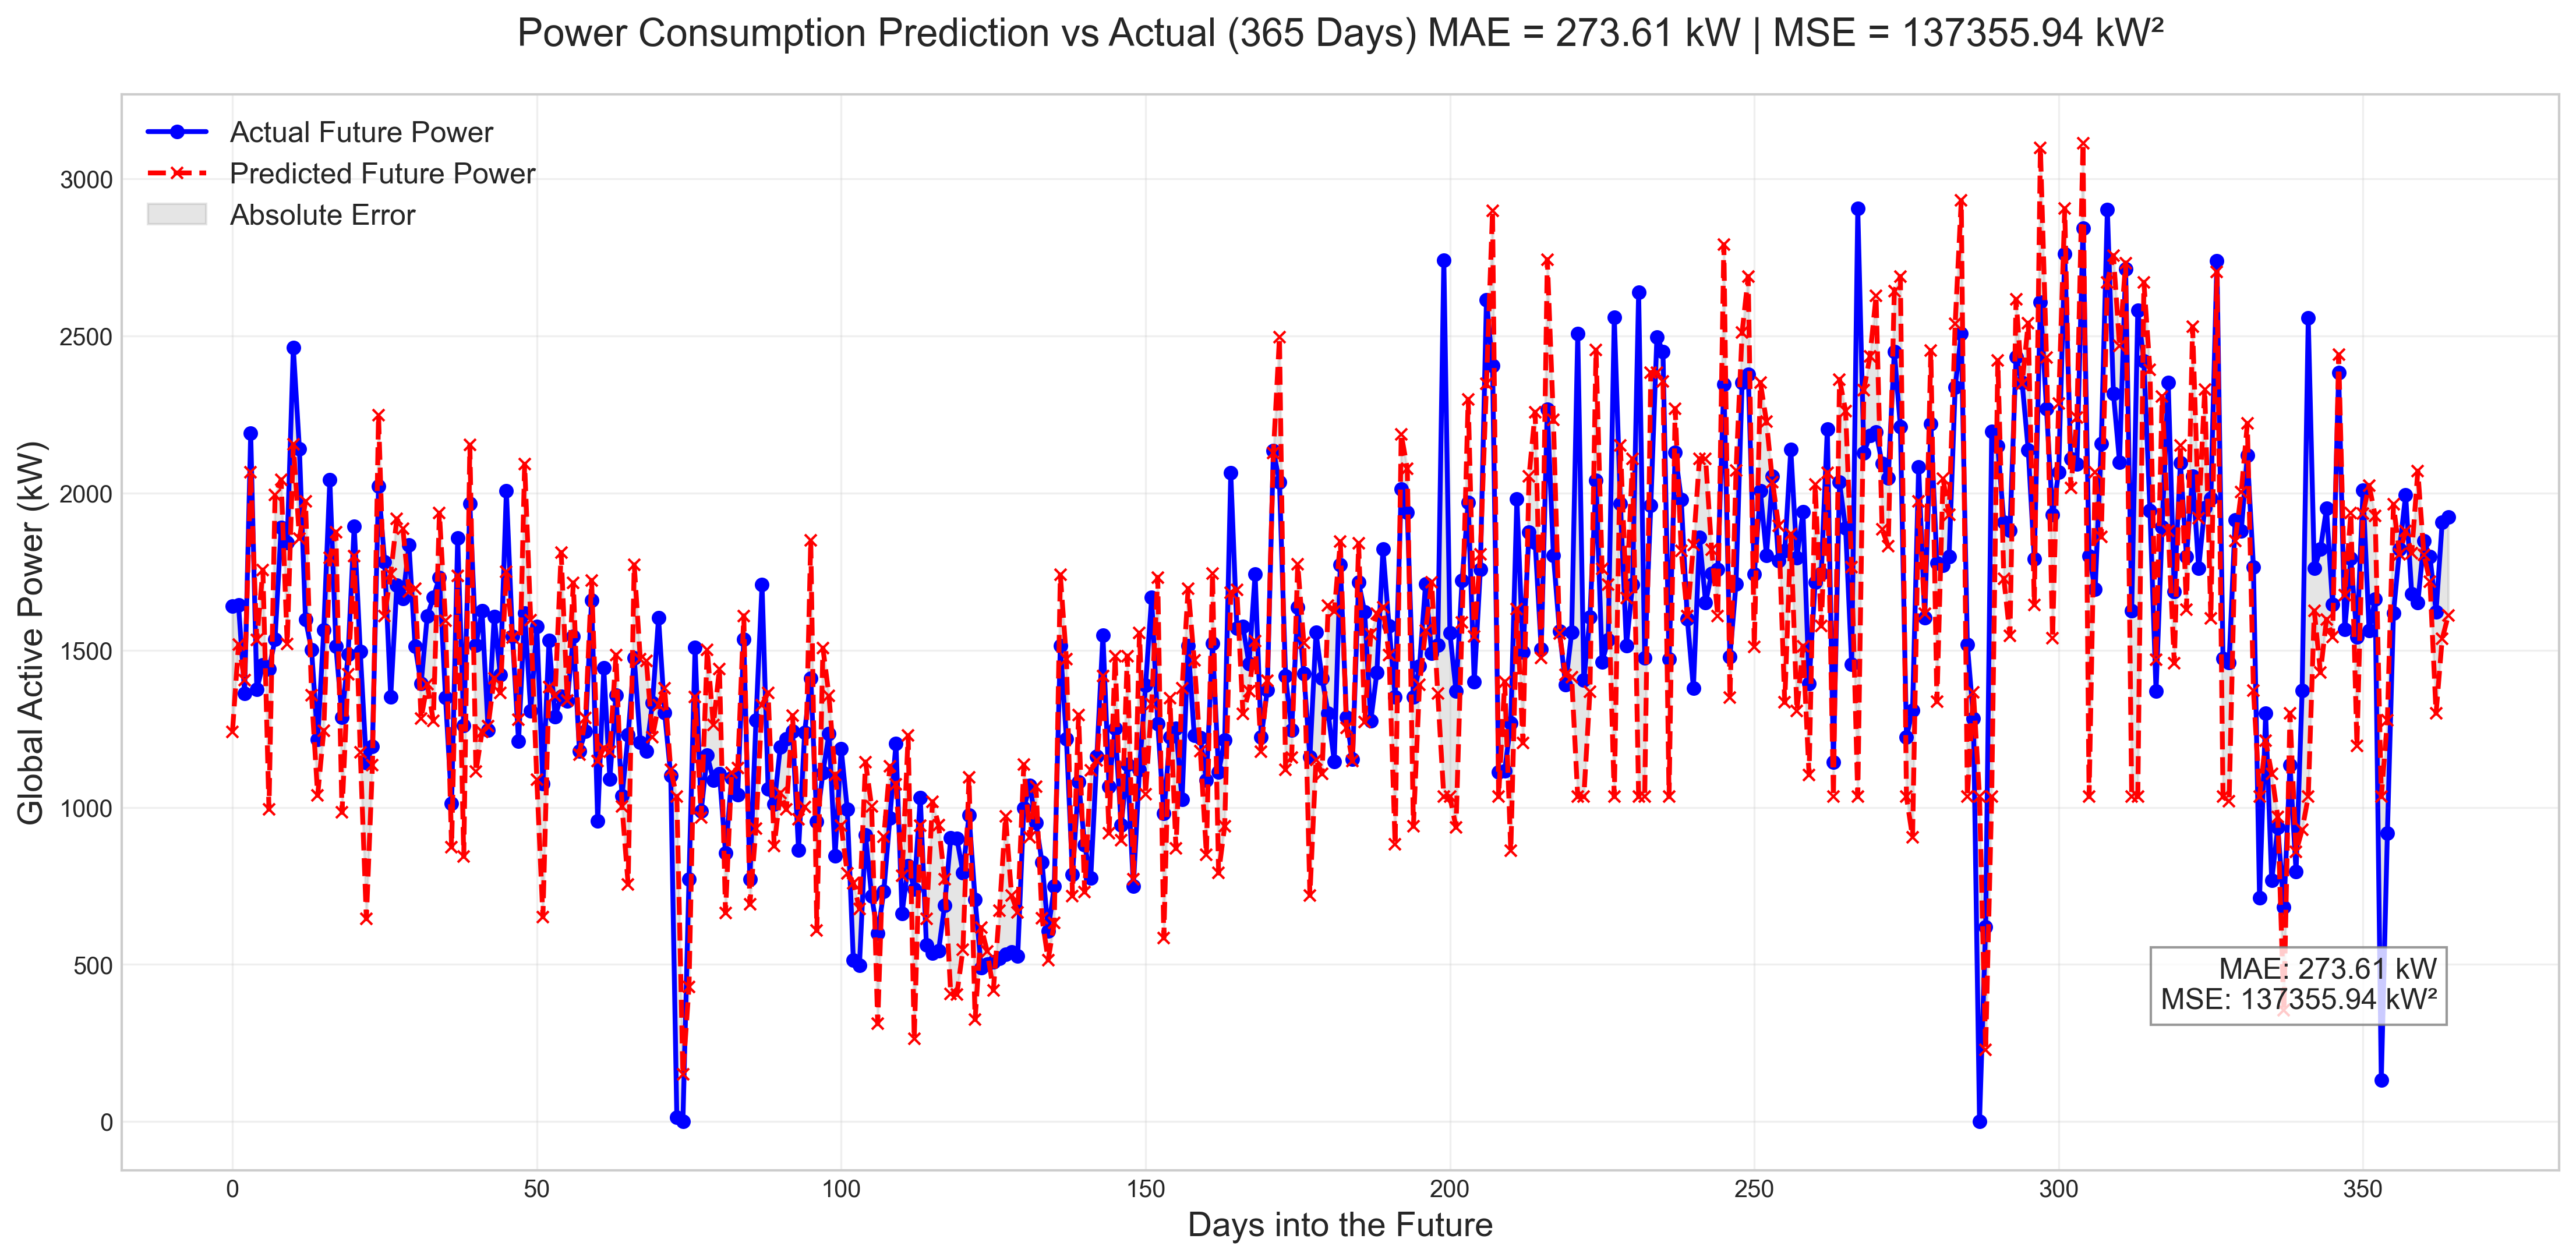 Power Consumption Prediction vs Actual (365 Days) MAE = 273.61 kW | MSE = 137355.94 kW²
Actual Future Power
Predicted Future Power
Absolute Error
Global Active Power (kW)
3000
2500
2000
1500
1000
500
0
MAE: 273.61 kW
MSE: 137355.94 kW²
0 50 100 150 200 250 300 350
Days into the Future